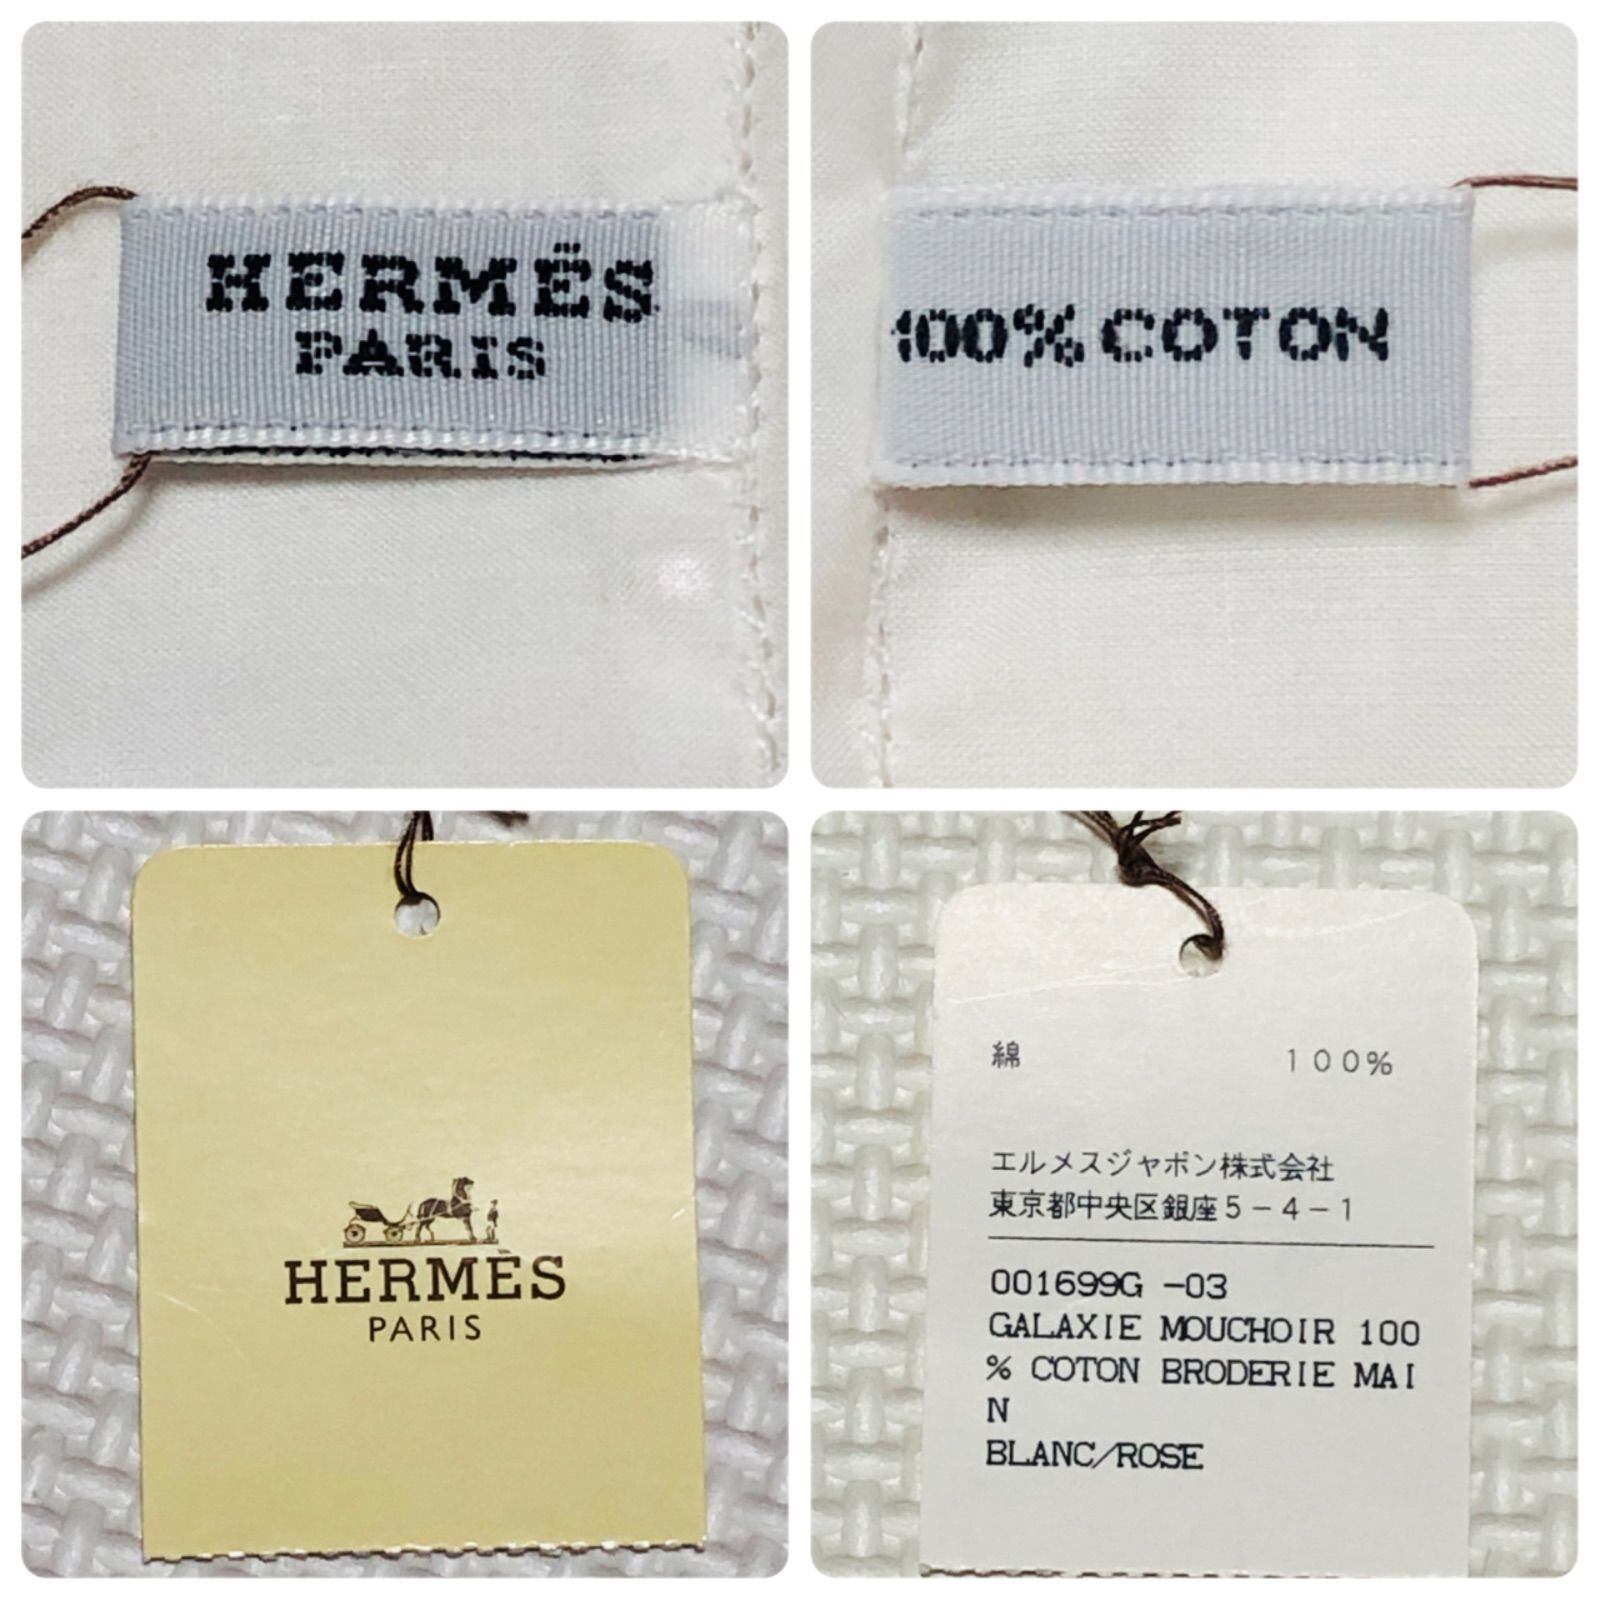 HERMÈS
PARIS
100% COTON
HERMÈS
PARIS
綿 100%
エルメスジャポン株式会社
東京都中央区銀座5-4-1
001699G -03
GALAXIE MOUCHOIR 100
% COTON BRODERIE MAI
N
BLANC/ROSE